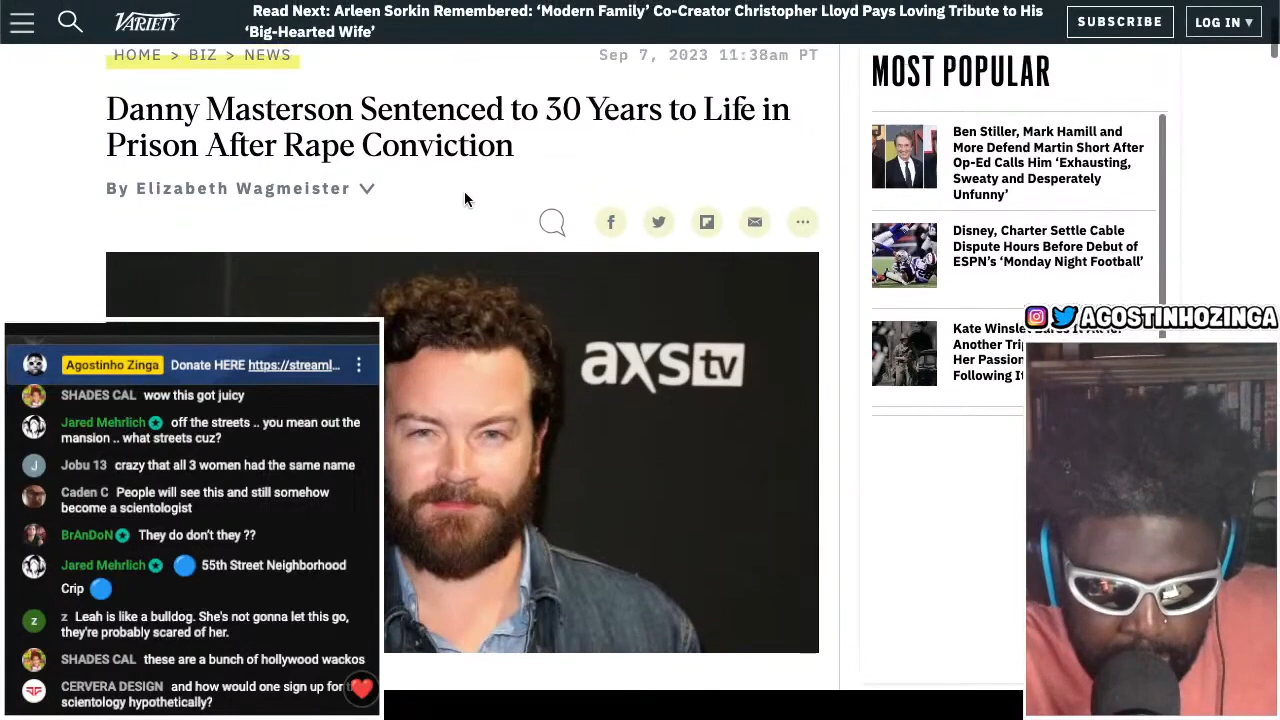 VARIETY
Read Next: Arleen Sorkin Remembered: ‘Modern Family’ Co-Creator Christopher Lloyd Pays Loving Tribute to His
‘Big-Hearted Wife’
SUBSCRIBE
LOG IN ▾
HOME > BIZ > NEWS
Sep 7, 2023 11:38am PT
Danny Masterson Sentenced to 30 Years to Life in
Prison After Rape Conviction
By Elizabeth Wagmeister
axs tv
MOST POPULAR
Ben Stiller, Mark Hamill and
More Defend Martin Short After
Op-Ed Calls Him ‘Exhausting,
Sweaty and Desperately
Unfunny’
Disney, Charter Settle Cable
Dispute Hours Before Debut of
ESPN’s ‘Monday Night Football’
Kate Winslet
Another
Her Passion
Following
AGOSTINHOZINGA
Agostinho Zinga Donate HERE https://streaml...
SHADES CAL wow this got juicy
Jared Mehrlich off the streets .. you mean out the
mansion .. what streets cuz?
Jobu 13 crazy that all 3 women had the same name
Caden C People will see this and still somehow
become a scientologist
BrAnDoN They do don’t they ??
Jared Mehrlich 55th Street Neighborhood
Crip
z Leah is like a bulldog. She's not gonna let this go,
they're probably scared of her.
SHADES CAL these are a bunch of hollywood wackos
CERVERA DESIGN and how would one sign up for
scientology hypothetically?